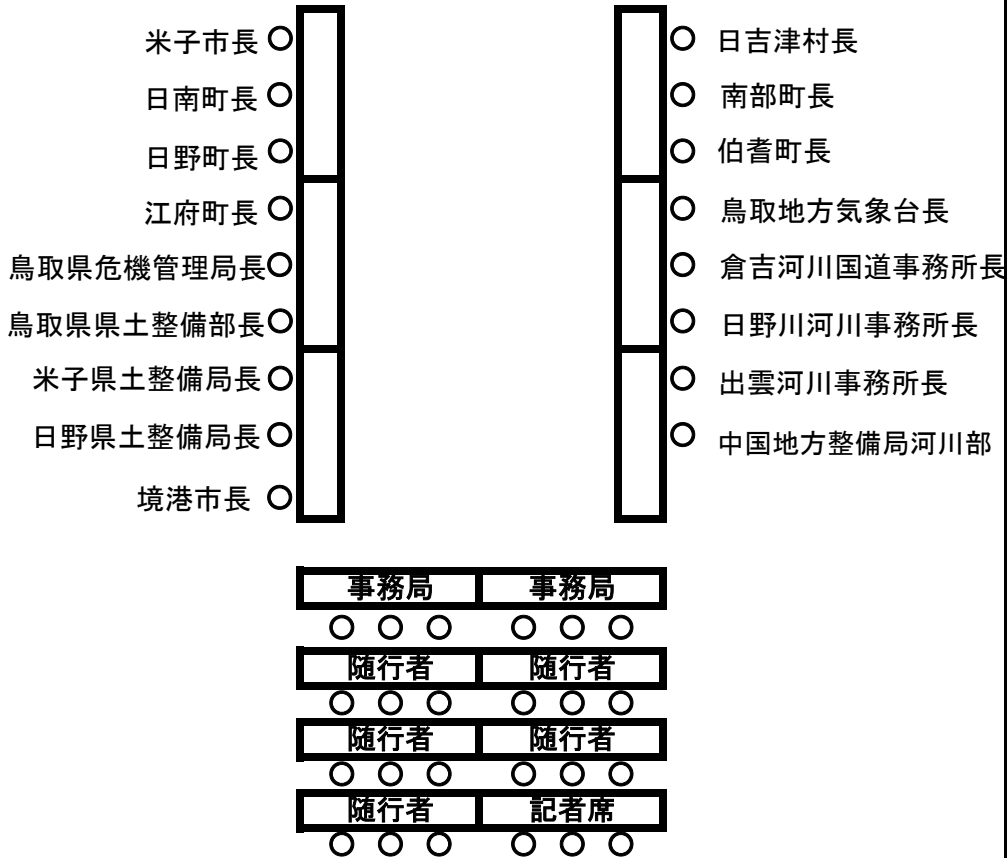 米子市長
日南町長
日野町長
江府町長
鳥取県危機管理局長
鳥取県県土整備部長
米子県土整備局長
日野県土整備局長
境港市長
日吉津村長
南部町長
伯耆町長
鳥取地方気象台長
倉吉河川国道事務所長
日野川河川事務所長
出雲河川事務所長
中国地方整備局河川部
事務局 事務局
随行者 随行者
随行者 随行者
随行者 記者席